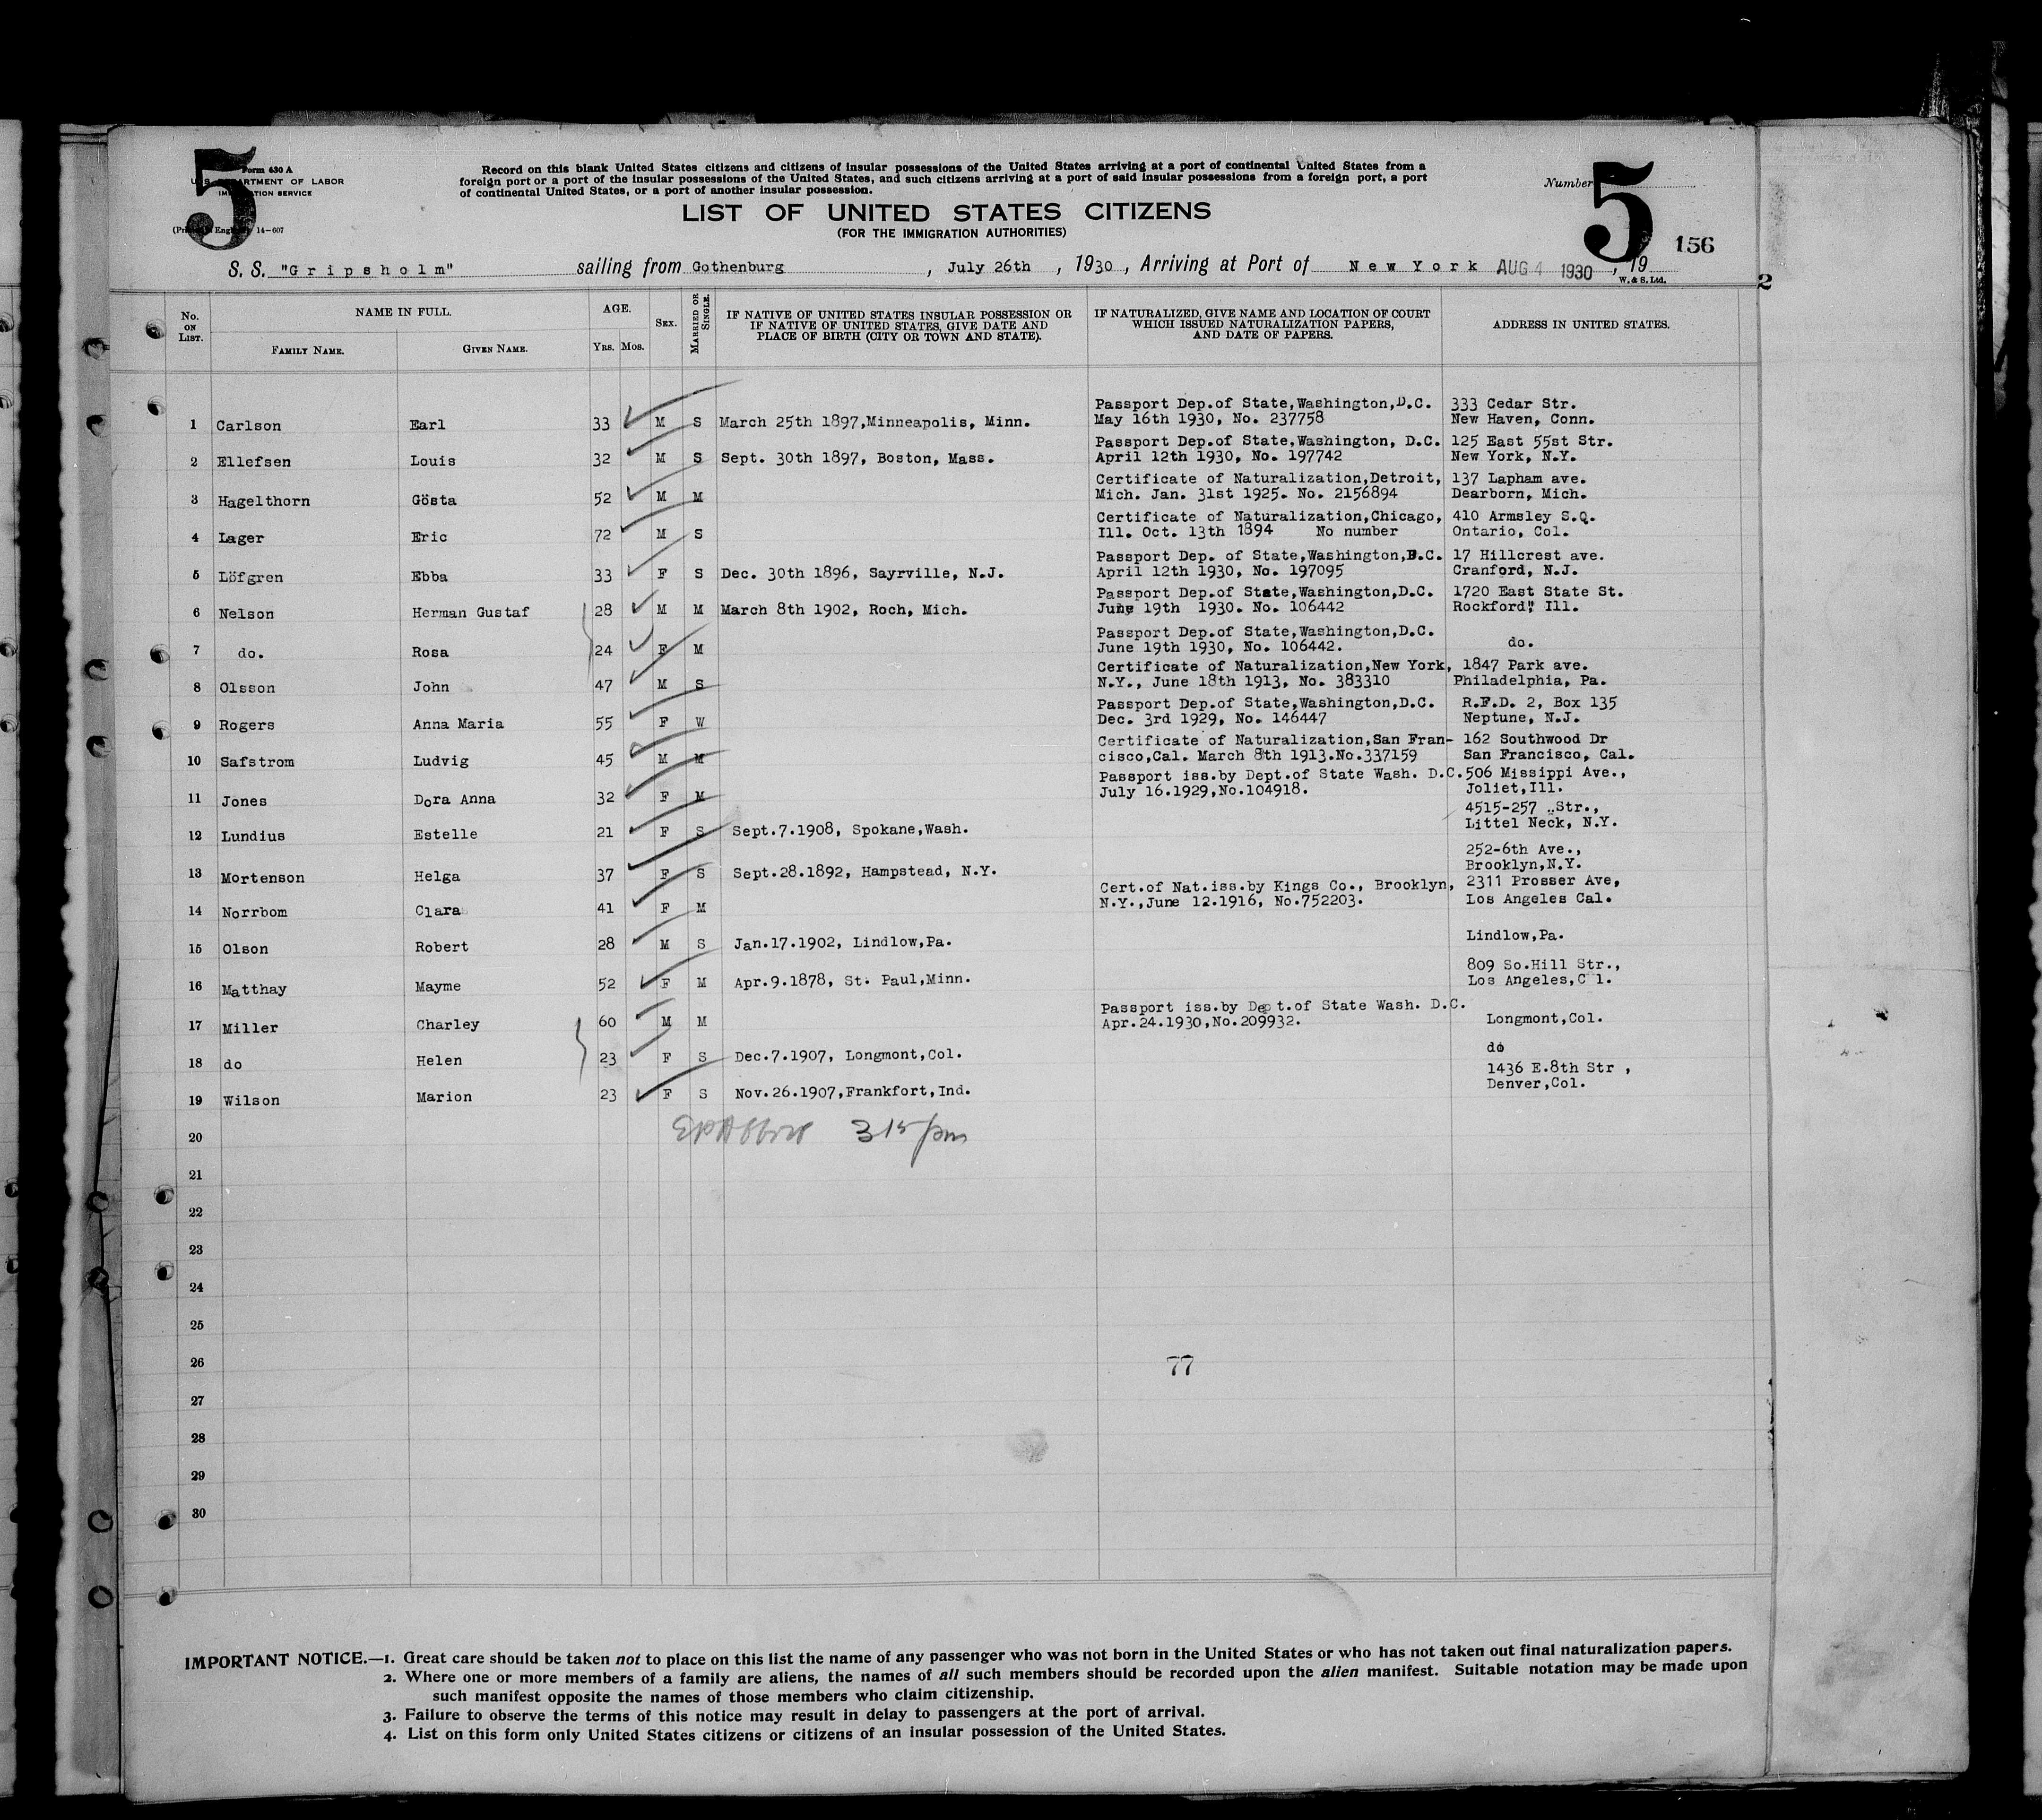 5
Form 630 A
U.S. DEPARTMENT OF LABOR
IMMIGRATION SERVICE
14—607
Record on this blank United States citizens and citizens of insular possessions of the United States arriving at a port of continental United States from a
foreign port or a port of the insular possessions of the United States, and such citizens arriving at a port of said insular possessions from a foreign port, a port
of continental United States, or a port of another insular possession.
Number 5
156
LIST OF UNITED STATES CITIZENS
(FOR THE IMMIGRATION AUTHORITIES)
S. S. "Gripsholm" sailing from Gothenburg, July 26th, 1930, Arriving at Port of New York AUG 4 1930, 19
W. & S. Ltd.
2
No. ON LIST. NAME IN FULL. FAMILY NAME. GIVEN NAME. AGE. YRS. MOS. SEX. MARRIED OR SINGLE. IF NATIVE OF UNITED STATES INSULAR POSSESSION OR IF NATIVE OF UNITED STATES, GIVE DATE AND PLACE OF BIRTH (CITY OR TOWN AND STATE). IF NATURALIZED, GIVE NAME AND LOCATION OF COURT WHICH ISSUED NATURALIZATION PAPERS, AND DATE OF PAPERS. ADDRESS IN UNITED STATES.
Passport Dep.of State,Washington,D.C. 333 Cedar Str.
1 Carlson Earl 33 M S March 25th 1897,Minneapolis, Minn. May 16th 1930, No. 237758 New Haven, Conn.
Passport Dep.of State,Washington, D.C. 125 East 55st Str.
2 Ellefsen Louis 32 M S Sept. 30th 1897, Boston, Mass. April 12th 1930, No. 197742 New York, N.Y.
Certificate of Naturalization,Detroit, 137 Lapham ave.
3 Hagelthorn Gösta 52 M M Mich. Jan. 31st 1925. No. 2156894 Dearborn, Mich.
Certificate of Naturalization,Chicago, 410 Armsley S.Q.
4 Lager Eric 72 M S Ill. Oct. 13th 1894 No number Ontario, Col.
Passport Dep. of State,Washington,D.C. 17 Hillcrest ave.
5 Löfgren Ebba 33 F S Dec. 30th 1896, Sayrville, N.J. April 12th 1930, No. 197095 Cranford, N.J.
Passport Dep.of State,Washington,D.C. 1720 East State St.
6 Nelson Herman Gustaf 28 M M March 8th 1902, Roch, Mich. June 19th 1930. No. 106442 Rockford" Ill.
Passport Dep.of State,Washington,D.C.
7 do. Rosa 24 F M June 19th 1930, No. 106442. do.
Certificate of Naturalization,New York, 1847 Park ave.
8 Olsson John 47 M S N.Y., June 18th 1913, No. 383310 Philadelphia, Pa.
Passport Dep.of State,Washington,D.C. R.F.D. 2, Box 135
9 Rogers Anna Maria 55 F W Dec. 3rd 1929, No. 146447 Neptune, N.J.
Certificate of Naturalization,San Fran- 162 Southwood Dr
10 Safstrom Ludvig 45 M M cisco,Cal. March 8th 1913.No.337159 San Francisco, Cal.
Passport iss.by Dept.of State Wash. D.C. 506 Missippi Ave.,
11 Jones Dora Anna 32 F M July 16.1929,No.104918. Joliet,Ill.
4515-257 Str.,
12 Lundius Estelle 21 F S Sept.7.1908, Spokane,Wash. Littel Neck, N.Y.
252-6th Ave.,
13 Mortenson Helga 37 F S Sept.28.1892, Hampstead, N.Y. Brooklyn,N.Y.
Cert.of Nat.iss.by Kings Co., Brooklyn, 2311 Prosser Ave,
14 Norrbom Clara 41 F M N.Y.,June 12.1916, No.752203. Los Angeles Cal.
15 Olson Robert 28 M S Jan.17.1902, Lindlow,Pa. Lindlow,Pa.
809 So.Hill Str.,
16 Matthay Mayme 52 F M Apr.9.1878, St. Paul,Minn. Los Angeles,C l.
Passport iss.by Dept.of State Wash. D.C.
17 Miller Charley 60 M M Apr.24.1930,No.209932. Longmont,Col.
18 do Helen 23 F S Dec.7.1907, Longmont,Col. do
1436 E.8th Str ,
19 Wilson Marion 23 F S Nov.26.1907,Frankfort,Ind. Denver,Col.
20 315 pm
21
22
23
24
25
26 77
27
28
29
30
IMPORTANT NOTICE.—1. Great care should be taken not to place on this list the name of any passenger who was not born in the United States or who has not taken out final naturalization papers.
2. Where one or more members of a family are aliens, the names of all such members should be recorded upon the alien manifest. Suitable notation may be made upon
such manifest opposite the names of those members who claim citizenship.
3. Failure to observe the terms of this notice may result in delay to passengers at the port of arrival.
4. List on this form only United States citizens or citizens of an insular possession of the United States.